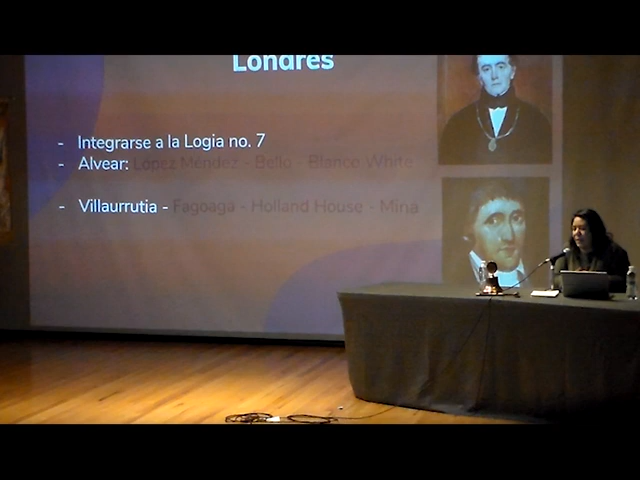 Londres
- Integrarse a la Logia no. 7
- Alvear: López Méndez - Bello - Blanco White
- Villaurrutia - Fagoaga - Holland House - Mina